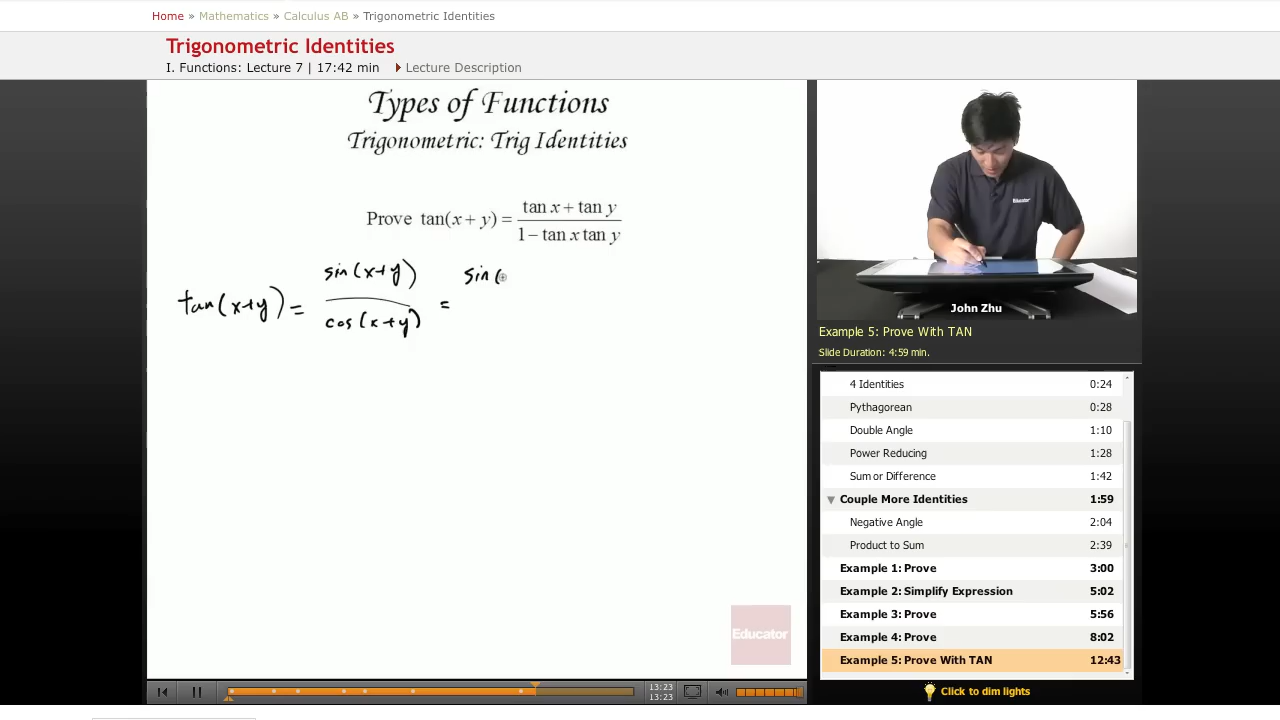 Home » Mathematics » Calculus AB » Trigonometric Identities
Trigonometric Identities
I. Functions: Lecture 7 | 17:42 min Lecture Description
Types of Functions
Trigonometric: Trig Identities
Prove tan(x + y) = (tan x + tan y) / (1 − tan x tan y)
tan(x+y) = sin(x+y) / cos(x+y) = sin(
Educator
Educator
John Zhu
Example 5: Prove With TAN
Slide Duration: 4:59 min.
4 Identities 0:24
Pythagorean 0:28
Double Angle 1:10
Power Reducing 1:28
Sum or Difference 1:42
Couple More Identities 1:59
Negative Angle 2:04
Product to Sum 2:39
Example 1: Prove 3:00
Example 2: Simplify Expression 5:02
Example 3: Prove 5:56
Example 4: Prove 8:02
Example 5: Prove With TAN 12:43
13:23
13:23
Click to dim lights